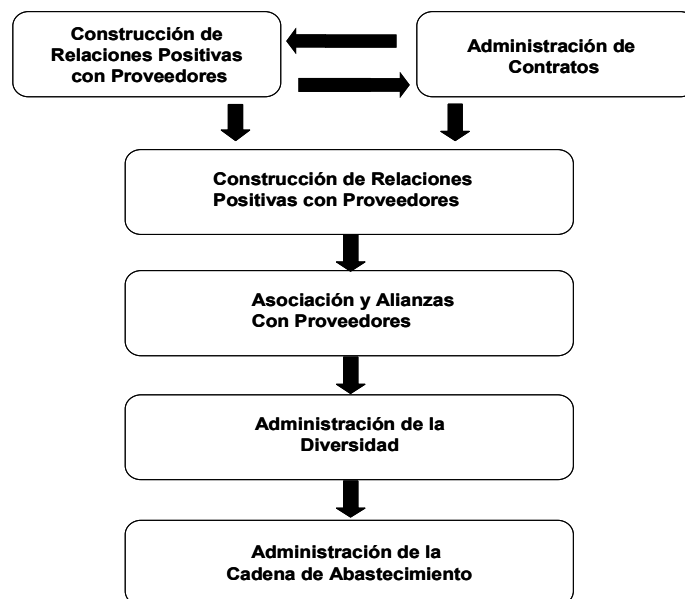 Construcción de
Relaciones Positivas
con Proveedores
Administración de
Contratos
Construcción de Relaciones
Positivas con Proveedores
Asociación y Alianzas
Con Proveedores
Administración de la
Diversidad
Administración de la
Cadena de Abastecimiento